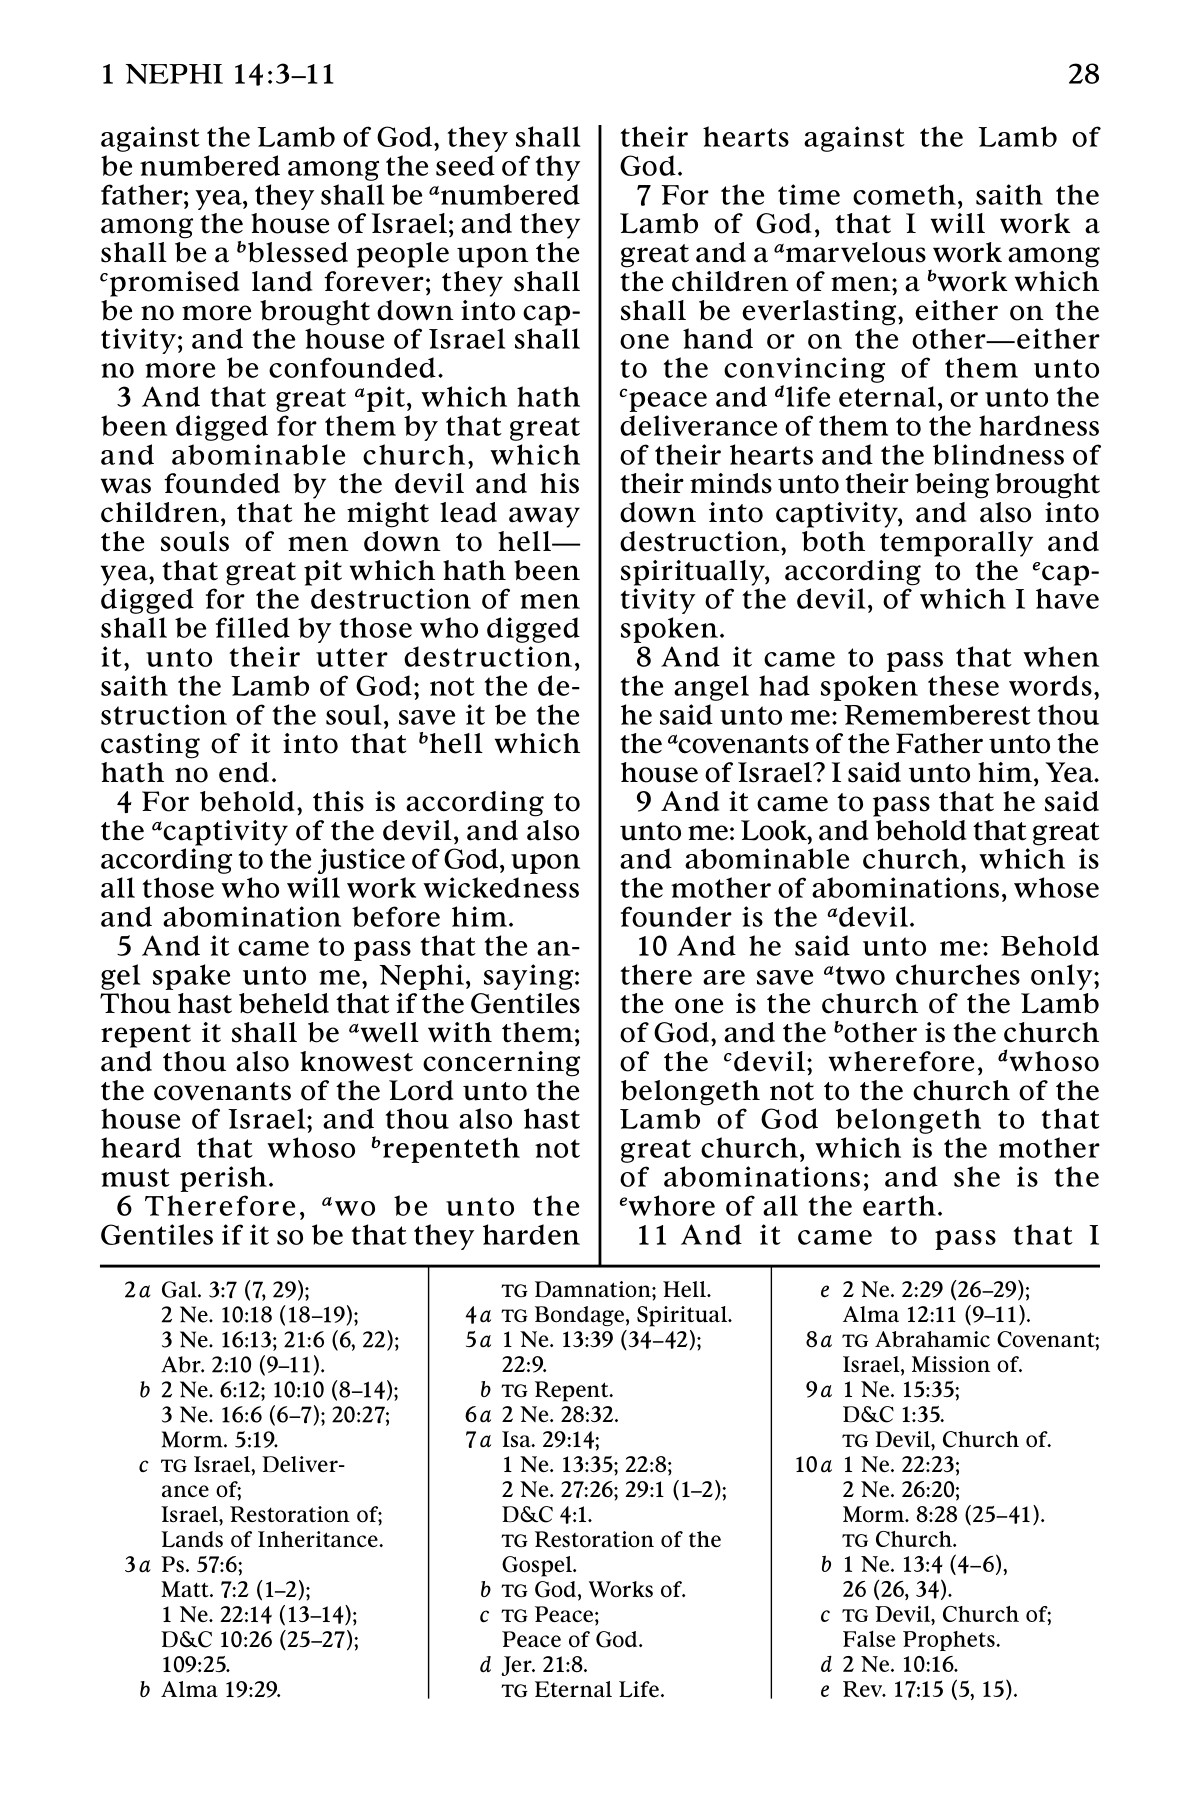 1 NEPHI 14:3–11
28
against the Lamb of God, they shall
be numbered among the seed of thy
father; yea, they shall be anumbered
among the house of Israel; and they
shall be a bblessed people upon the
cpromised land forever; they shall
be no more brought down into cap-
tivity; and the house of Israel shall
no more be confounded.
3 And that great apit, which hath
been digged for them by that great
and abominable church, which
was founded by the devil and his
children, that he might lead away
the souls of men down to hell—
yea, that great pit which hath been
digged for the destruction of men
shall be filled by those who digged
it, unto their utter destruction,
saith the Lamb of God; not the de-
struction of the soul, save it be the
casting of it into that bhell which
hath no end.
4 For behold, this is according to
the acaptivity of the devil, and also
according to the justice of God, upon
all those who will work wickedness
and abomination before him.
5 And it came to pass that the an-
gel spake unto me, Nephi, saying:
Thou hast beheld that if the Gentiles
repent it shall be awell with them;
and thou also knowest concerning
the covenants of the Lord unto the
house of Israel; and thou also hast
heard that whoso brepenteth not
must perish.
6 Therefore, awo be unto the
Gentiles if it so be that they harden
their hearts against the Lamb of
God.
7 For the time cometh, saith the
Lamb of God, that I will work a
great and a amarvelous work among
the children of men; a bwork which
shall be everlasting, either on the
one hand or on the other—either
to the convincing of them unto
cpeace and dlife eternal, or unto the
deliverance of them to the hardness
of their hearts and the blindness of
their minds unto their being brought
down into captivity, and also into
destruction, both temporally and
spiritually, according to the ecap-
tivity of the devil, of which I have
spoken.
8 And it came to pass that when
the angel had spoken these words,
he said unto me: Rememberest thou
the acovenants of the Father unto the
house of Israel? I said unto him, Yea.
9 And it came to pass that he said
unto me: Look, and behold that great
and abominable church, which is
the mother of abominations, whose
founder is the adevil.
10 And he said unto me: Behold
there are save atwo churches only;
the one is the church of the Lamb
of God, and the bother is the church
of the cdevil; wherefore, dwhoso
belongeth not to the church of the
Lamb of God belongeth to that
great church, which is the mother
of abominations; and she is the
ewhore of all the earth.
11 And it came to pass that I
2a Gal. 3:7 (7, 29);
2 Ne. 10:18 (18–19);
3 Ne. 16:13; 21:6 (6, 22);
Abr. 2:10 (9–11).
b 2 Ne. 6:12; 10:10 (8–14);
3 Ne. 16:6 (6–7); 20:27;
Morm. 5:19.
c TG Israel, Deliver-
ance of;
Israel, Restoration of;
Lands of Inheritance.
3a Ps. 57:6;
Matt. 7:2 (1–2);
1 Ne. 22:14 (13–14);
D&C 10:26 (25–27);
109:25.
b Alma 19:29.
TG Damnation; Hell.
4a TG Bondage, Spiritual.
5a 1 Ne. 13:39 (34–42);
22:9.
b TG Repent.
6a 2 Ne. 28:32.
7a Isa. 29:14;
1 Ne. 13:35; 22:8;
2 Ne. 27:26; 29:1 (1–2);
D&C 4:1.
TG Restoration of the
Gospel.
b TG God, Works of.
c TG Peace;
Peace of God.
d Jer. 21:8.
TG Eternal Life.
e 2 Ne. 2:29 (26–29);
Alma 12:11 (9–11).
8a TG Abrahamic Covenant;
Israel, Mission of.
9a 1 Ne. 15:35;
D&C 1:35.
TG Devil, Church of.
10a 1 Ne. 22:23;
2 Ne. 26:20;
Morm. 8:28 (25–41).
TG Church.
b 1 Ne. 13:4 (4–6),
26 (26, 34).
c TG Devil, Church of;
False Prophets.
d 2 Ne. 10:16.
e Rev. 17:15 (5, 15).